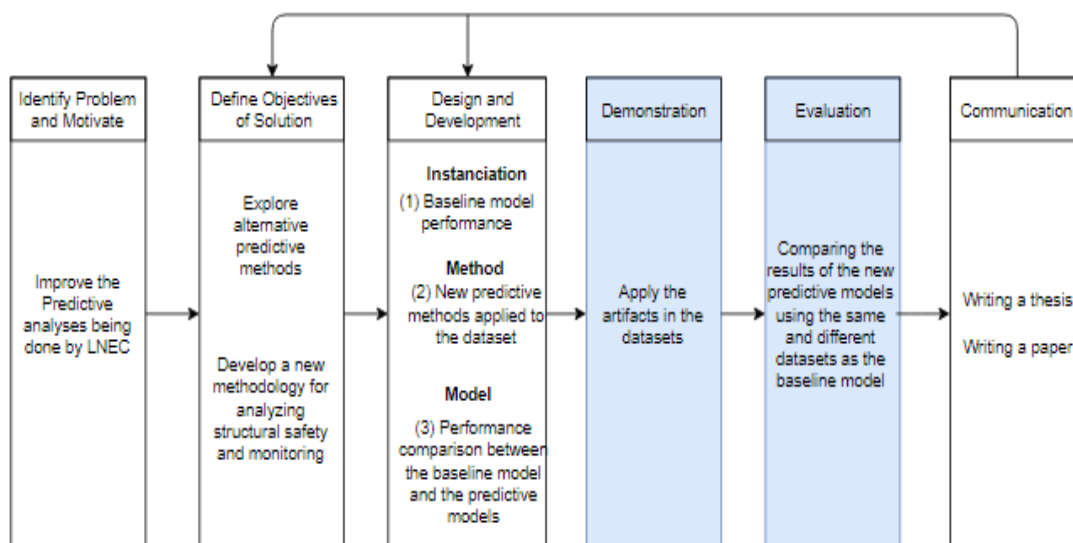 Identify Problem
and Motivate
Improve the
Predictive
analyses being
done by LNEC
Define Objectives
of Solution
Explore
alternative
predictive
methods
Develop a new
methodology for
analyzing
structural safety
and monitoring
Design and
Development
Instanciation
(1) Baseline model
performance
Method
(2) New predictive
methods applied to
the dataset
Model
(3) Performance
comparison between
the baseline model
and the predictive
models
Demonstration
Apply the
artifacts in the
datasets
Evaluation
Comparing the
results of the new
predictive models
using the same
and different
datasets as the
baseline model
Communication
Writing a thesis
Writing a paper